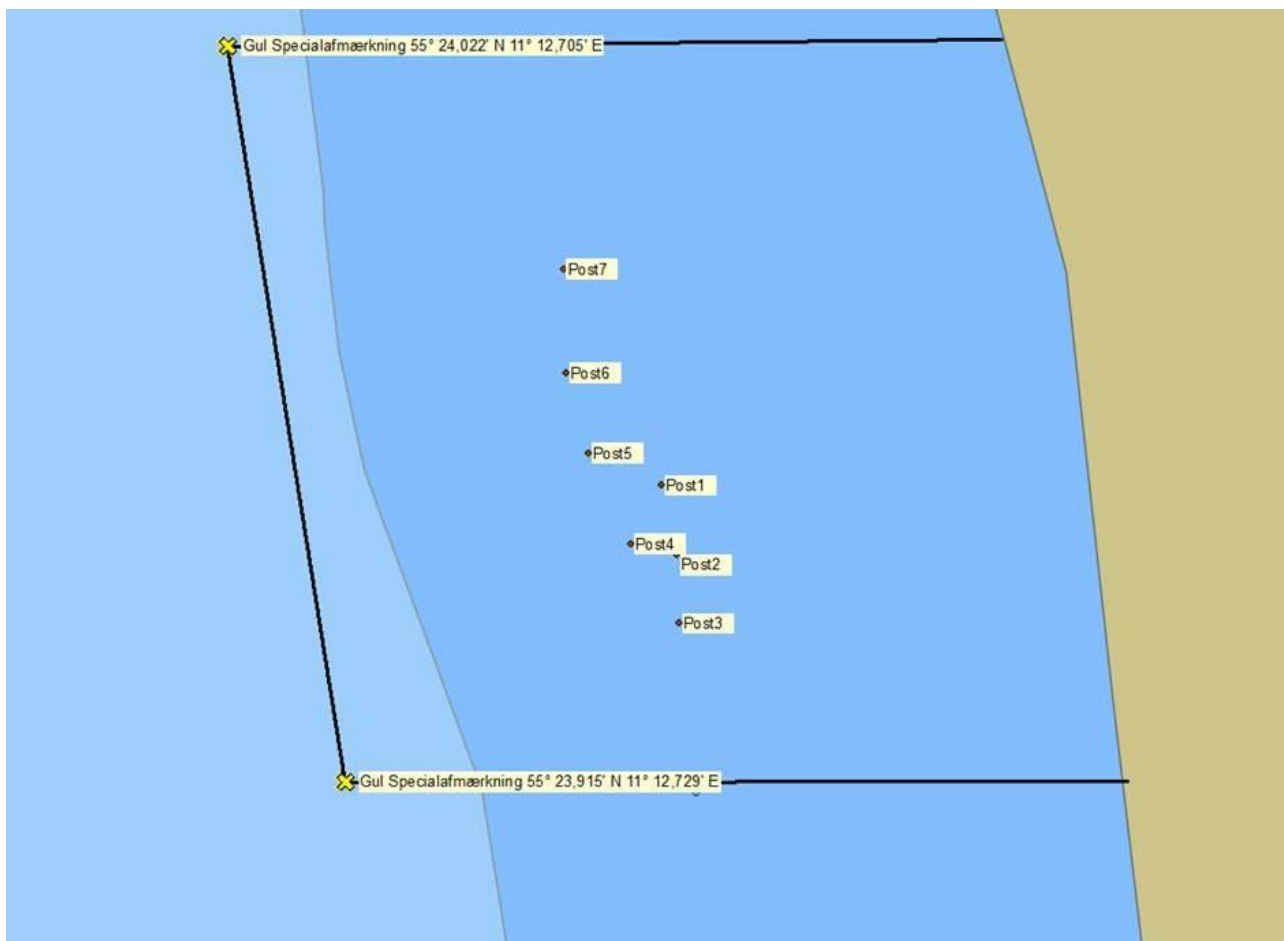 Gul Specialafmærkning 55° 24,022' N 11° 12,705' E
Post7
Post6
Post5
Post1
Post4
Post2
Post3
Gul Specialafmærkning 55° 23,915' N 11° 12,729' E